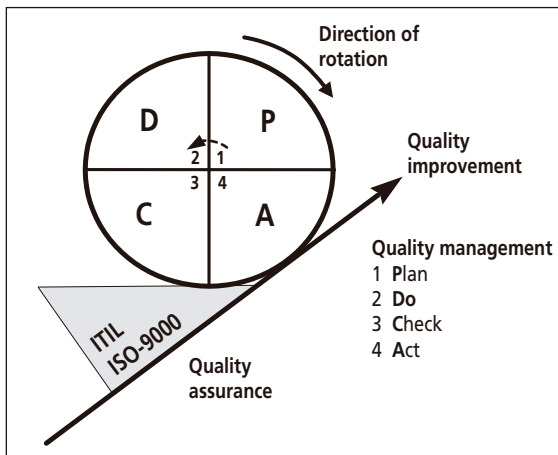 Direction of
rotation
D
P
2 1
3 4
C
A
Quality
improvement
Quality management
1 Plan
2 Do
3 Check
4 Act
ITIL
ISO-9000
Quality
assurance